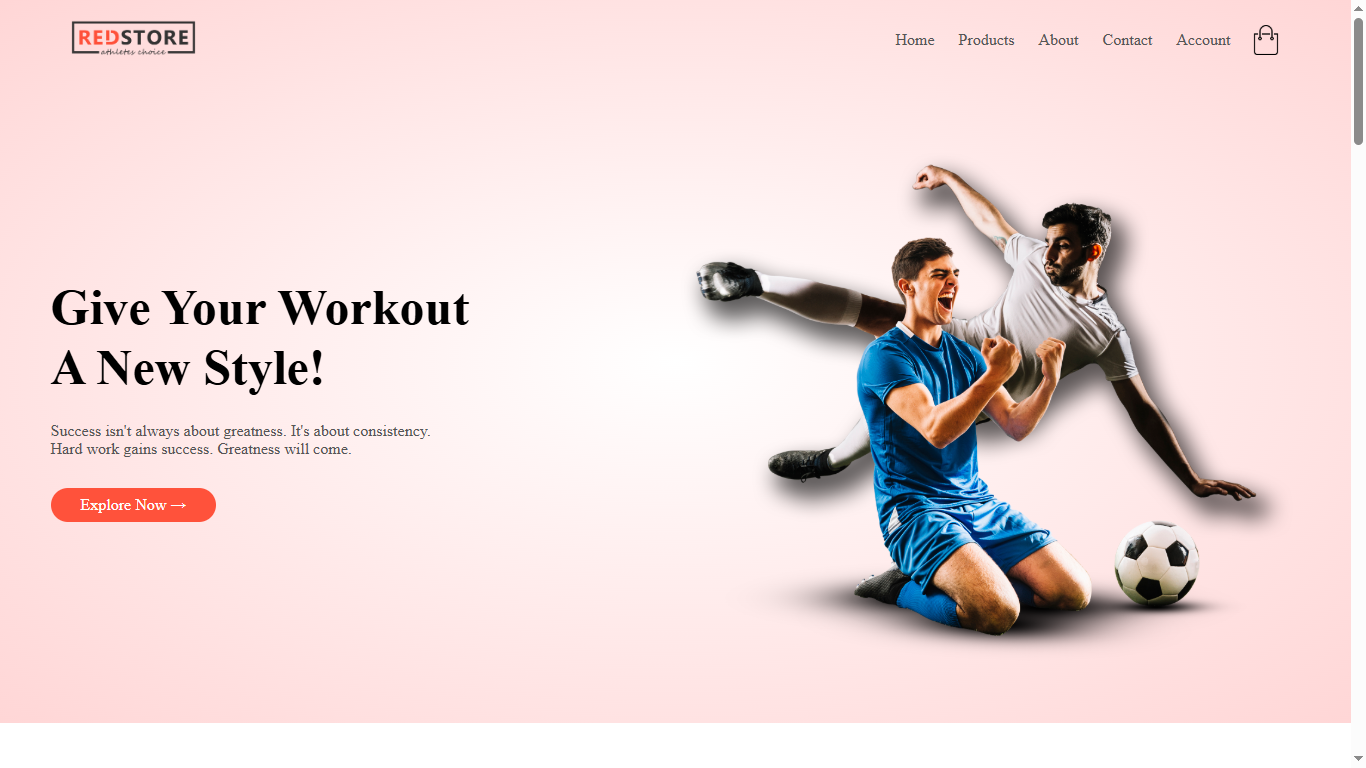 REDSTORE
athletes choice
Home Products About Contact Account
Give Your Workout
A New Style!
Success isn't always about greatness. It's about consistency.
Hard work gains success. Greatness will come.
Explore Now →